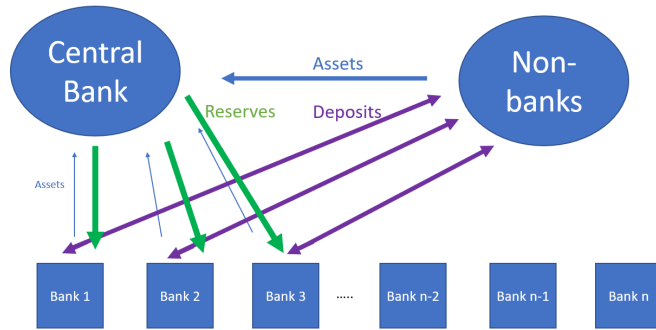 Central
Bank
Assets
Non-
banks
Reserves
Deposits
Assets
Bank 1
Bank 2
Bank 3
.....
Bank n-2
Bank n-1
Bank n